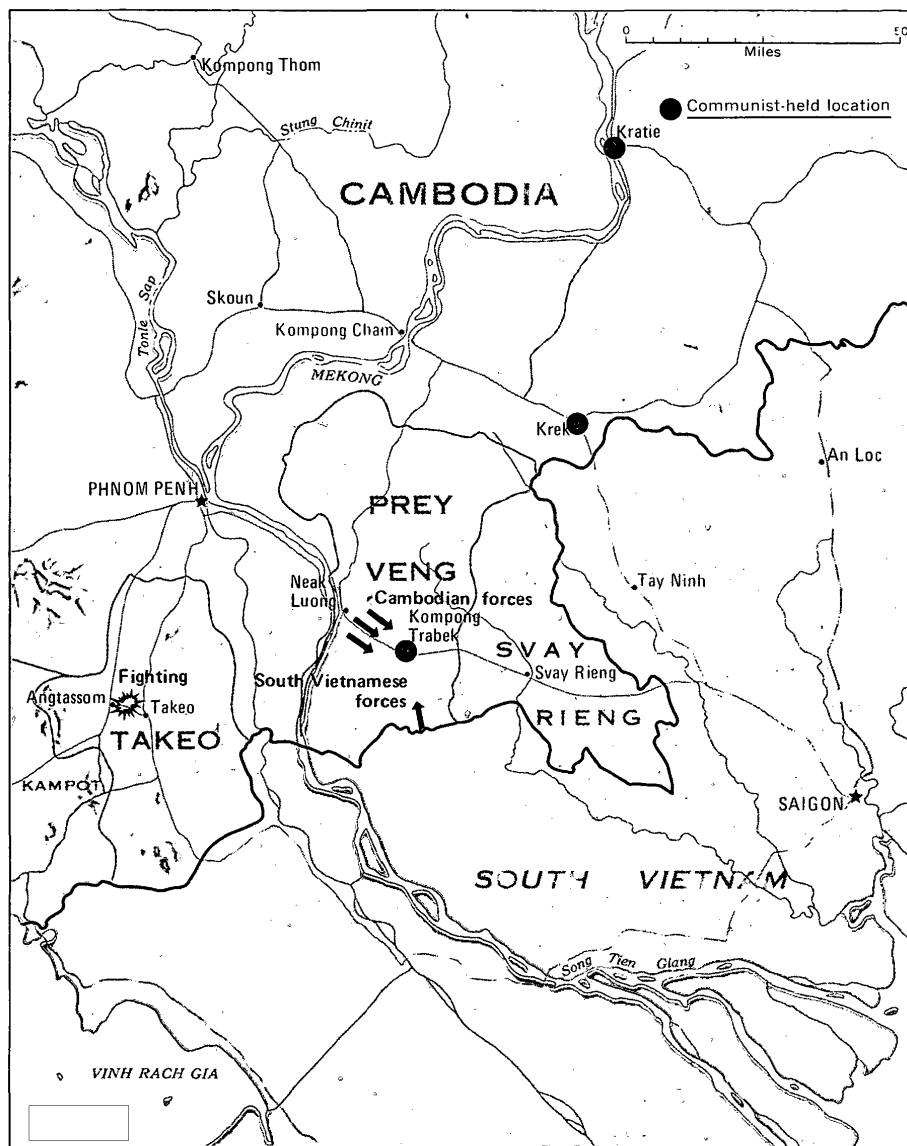 0
50
Miles
Kompong Thom
Communist-held location
Stung Chinit
Kratie
CAMBODIA
Tonle Sap
Skoun
Kompong Cham
MEKONG
Krek
An Loc
PHNOM PENH
PREY
VENG
Neak
Luong
Cambodian forces
Kompong
Trabek
Tay Ninh
SVAY
RIENG
Svay Rieng
Fighting
Angtassom
Takeo
TAKEO
South Vietnamese
forces
KAMPOT
SAIGON
SOUTH VIETNAM
Song Tien Giang
VINH RACH GIA